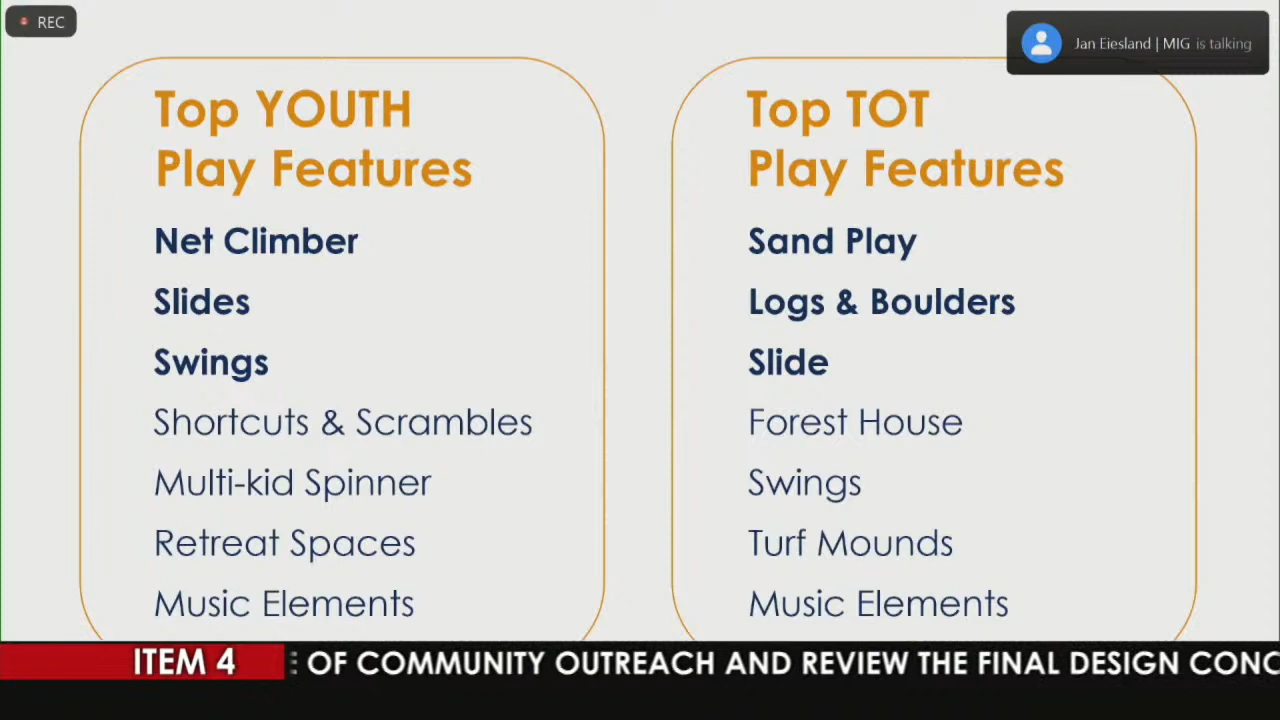 REC
Jan Eiesland | MIG is talking
Top YOUTH
Play Features
Net Climber
Slides
Swings
Shortcuts & Scrambles
Multi-kid Spinner
Retreat Spaces
Music Elements
Top TOT
Play Features
Sand Play
Logs & Boulders
Slide
Forest House
Swings
Turf Mounds
Music Elements
ITEM 4
OF COMMUNITY OUTREACH AND REVIEW THE FINAL DESIGN CONC